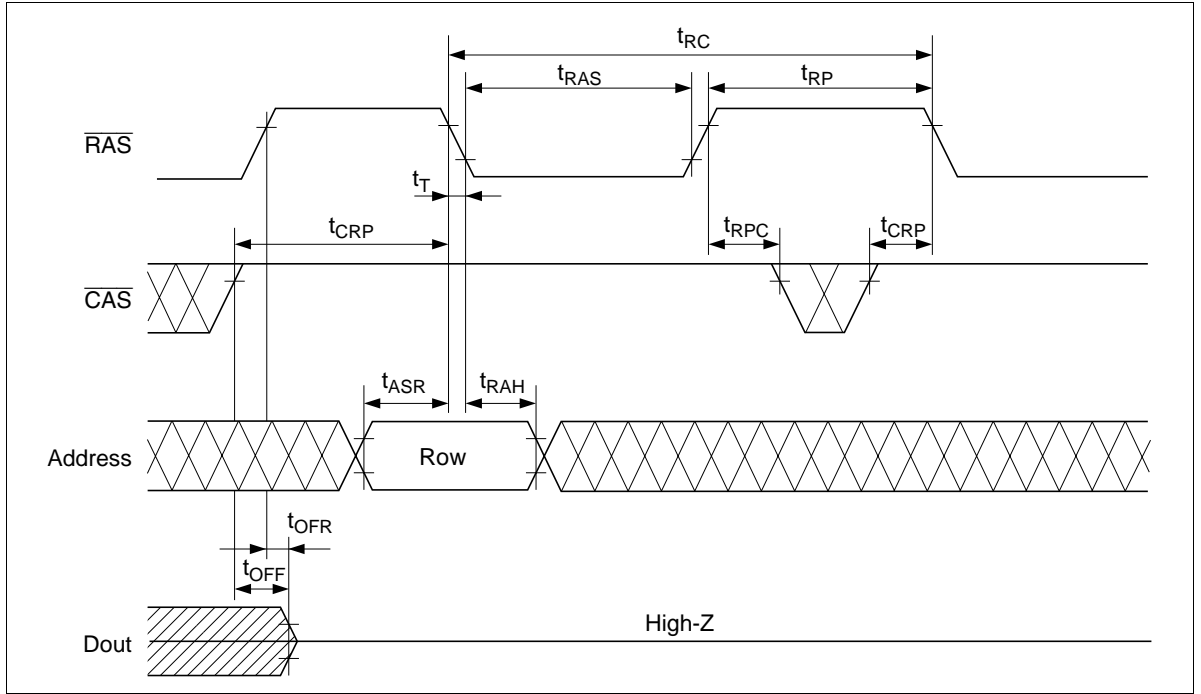 tRC
tRAS
tRP
RAS
tT
tCRP
tRPC
tCRP
CAS
tASR
tRAH
Address
Row
tOFR
tOFF
High-Z
Dout